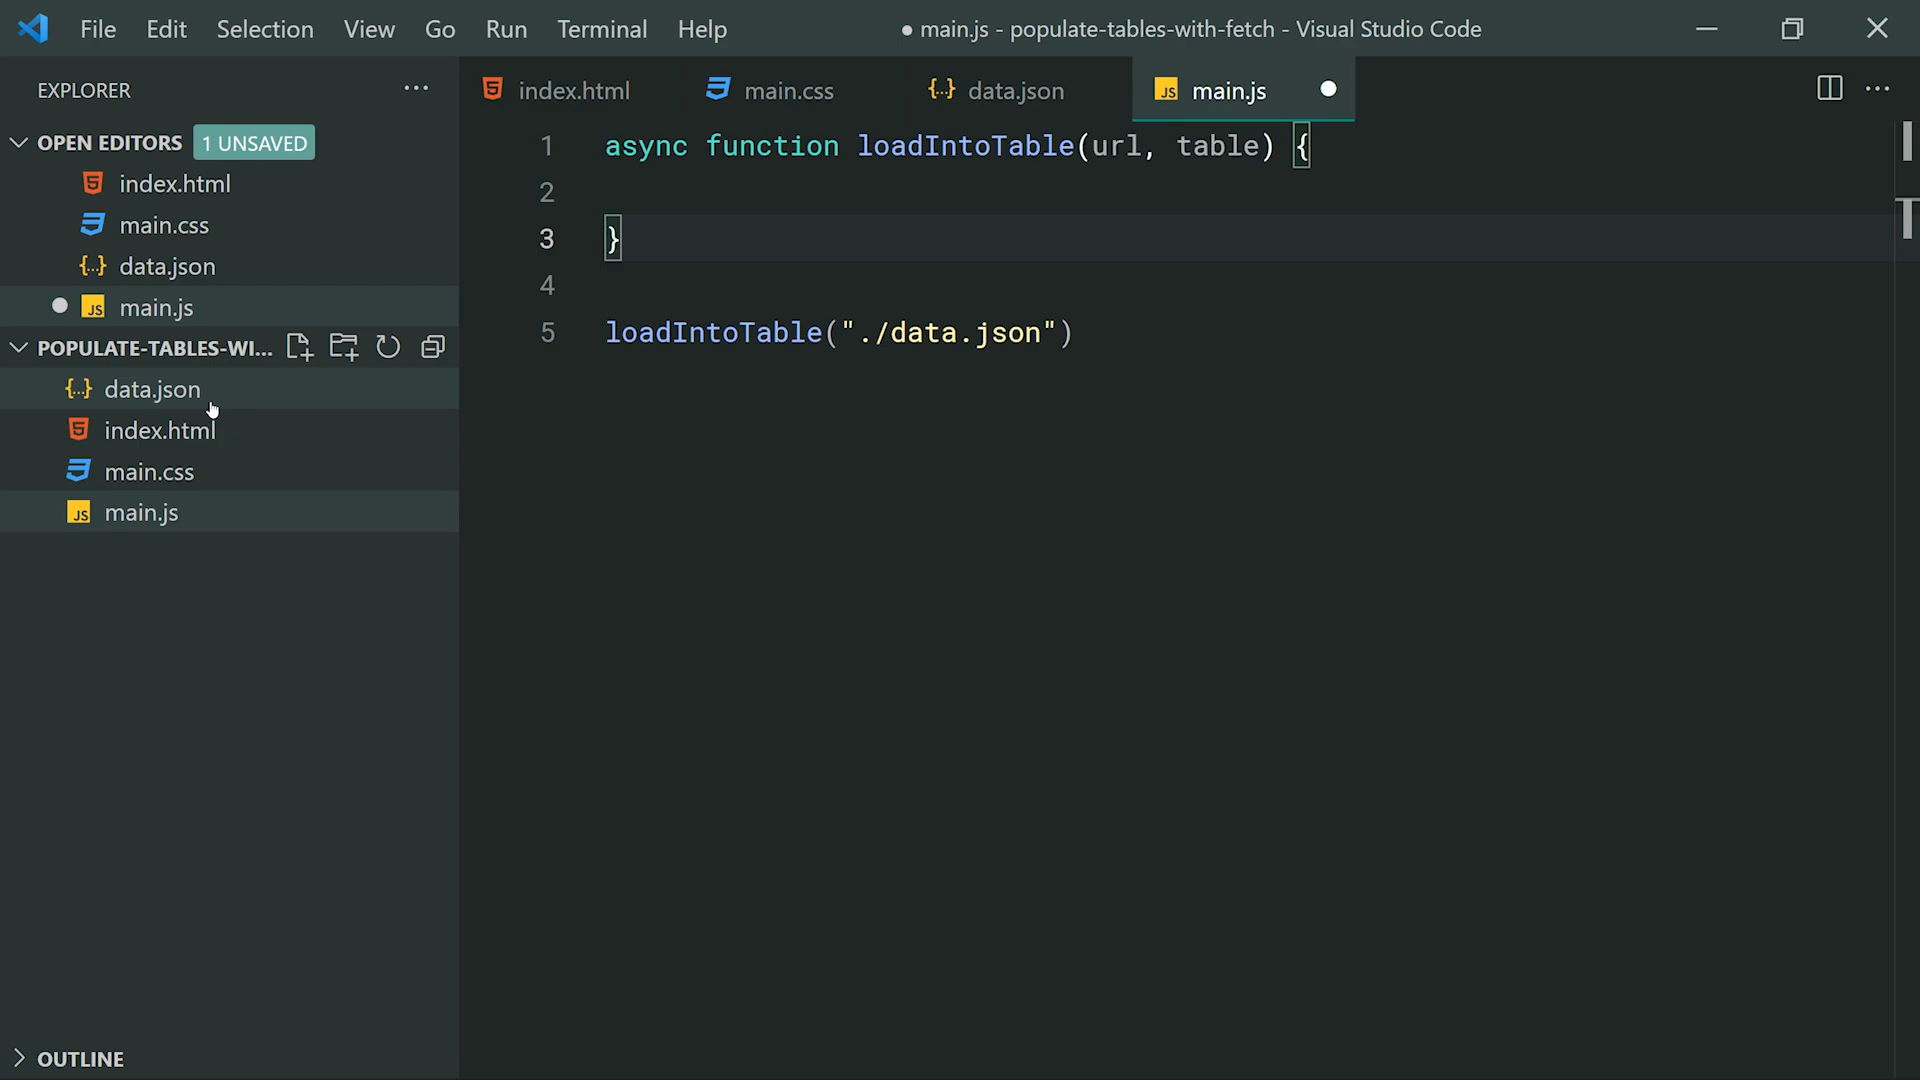 File Edit Selection View Go Run Terminal Help
● main.js - populate-tables-with-fetch - Visual Studio Code
EXPLORER
OPEN EDITORS 1 UNSAVED
index.html
main.css
{..} data.json
JS main.js
POPULATE-TABLES-WI...
{..} data.json
index.html
main.css
JS main.js
OUTLINE
index.html main.css {..} data.json JS main.js
1 async function loadIntoTable(url, table) {
2
3 }
4
5 loadIntoTable("./data.json")